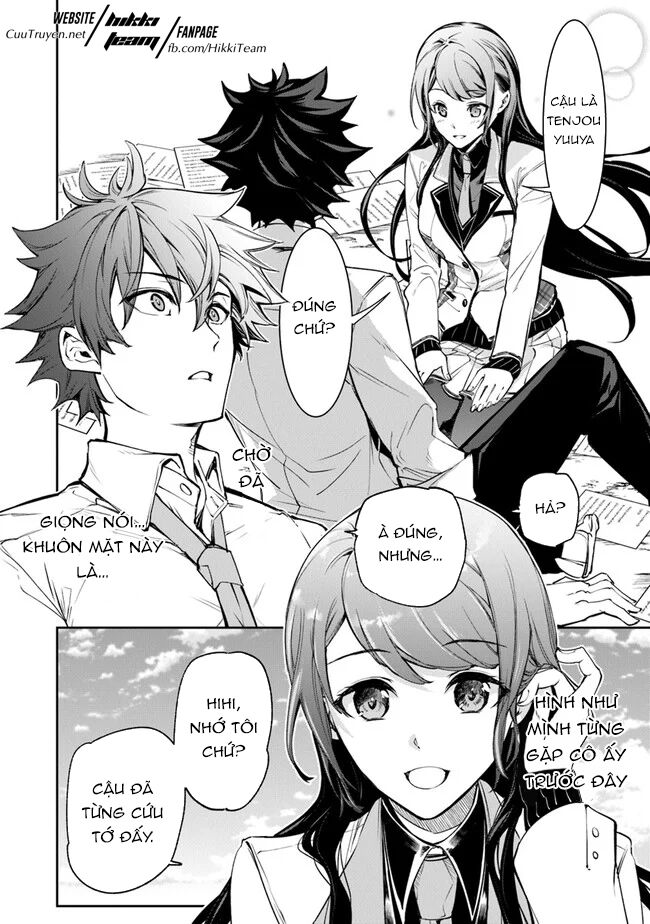 WEBSITE
CuuTruyen.net
hikki
team
FANPAGE
fb.com/HikkiTeam
CẬU LÀ
TENJOU
YUUYA
ĐÚNG
CHỨ?
CHỜ
ĐÃ
GIỌNG NÓI...
KHUÔN MẶT NÀY
LÀ...
HẢ?
À ĐÚNG,
NHƯNG...
HÌNH NHƯ
MÌNH TỪNG
GẶP CÔ ẤY
TRƯỚC ĐÂY
HIHI,
NHỚ TÔI
CHỨ?
CẬU ĐÃ
TỪNG CỨU
TỚ ĐẤY.